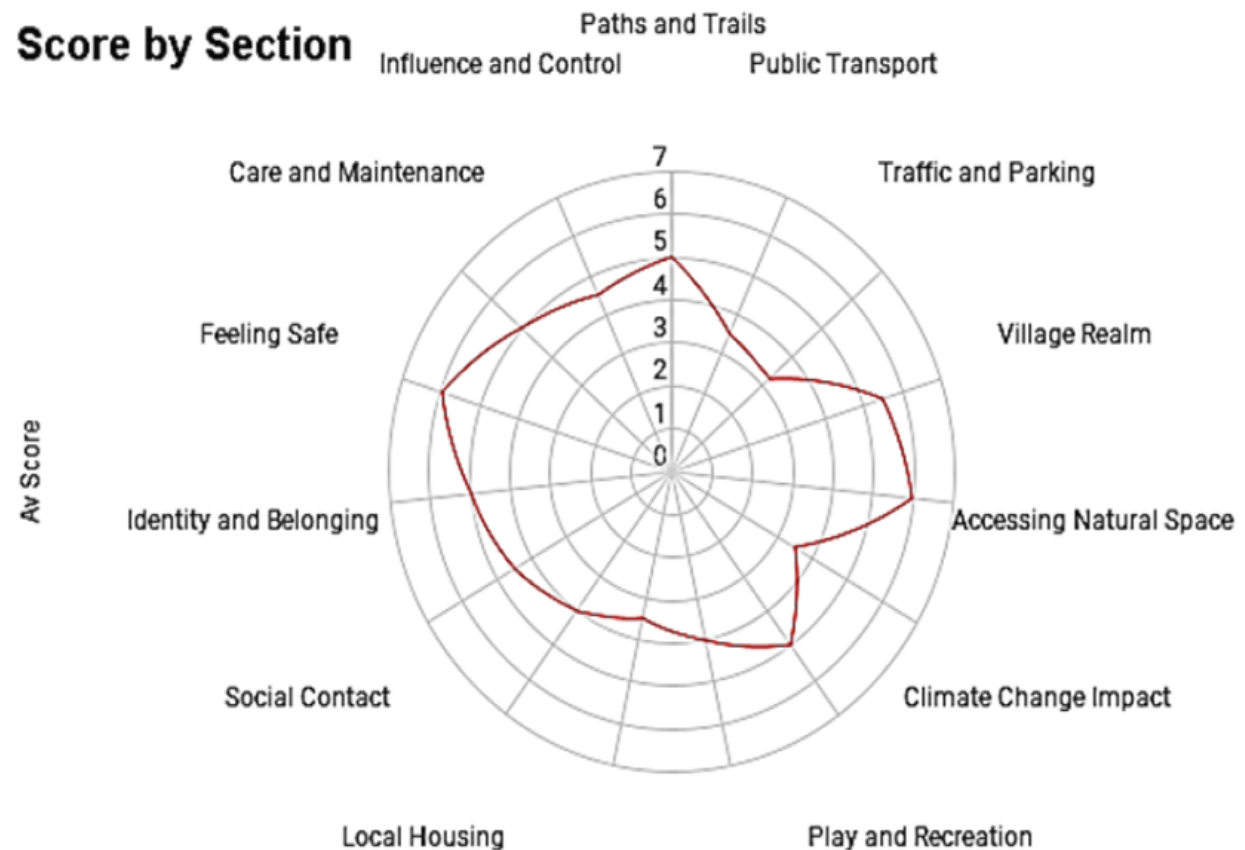 Paths and Trails
Score by Section
Influence and Control
Public Transport
7
Care and Maintenance
Traffic and Parking
6
5
4
Feeling Safe
Village Realm
3
2
1
0
Av Score
Identity and Belonging
Accessing Natural Space
Social Contact
Climate Change Impact
Local Housing
Play and Recreation